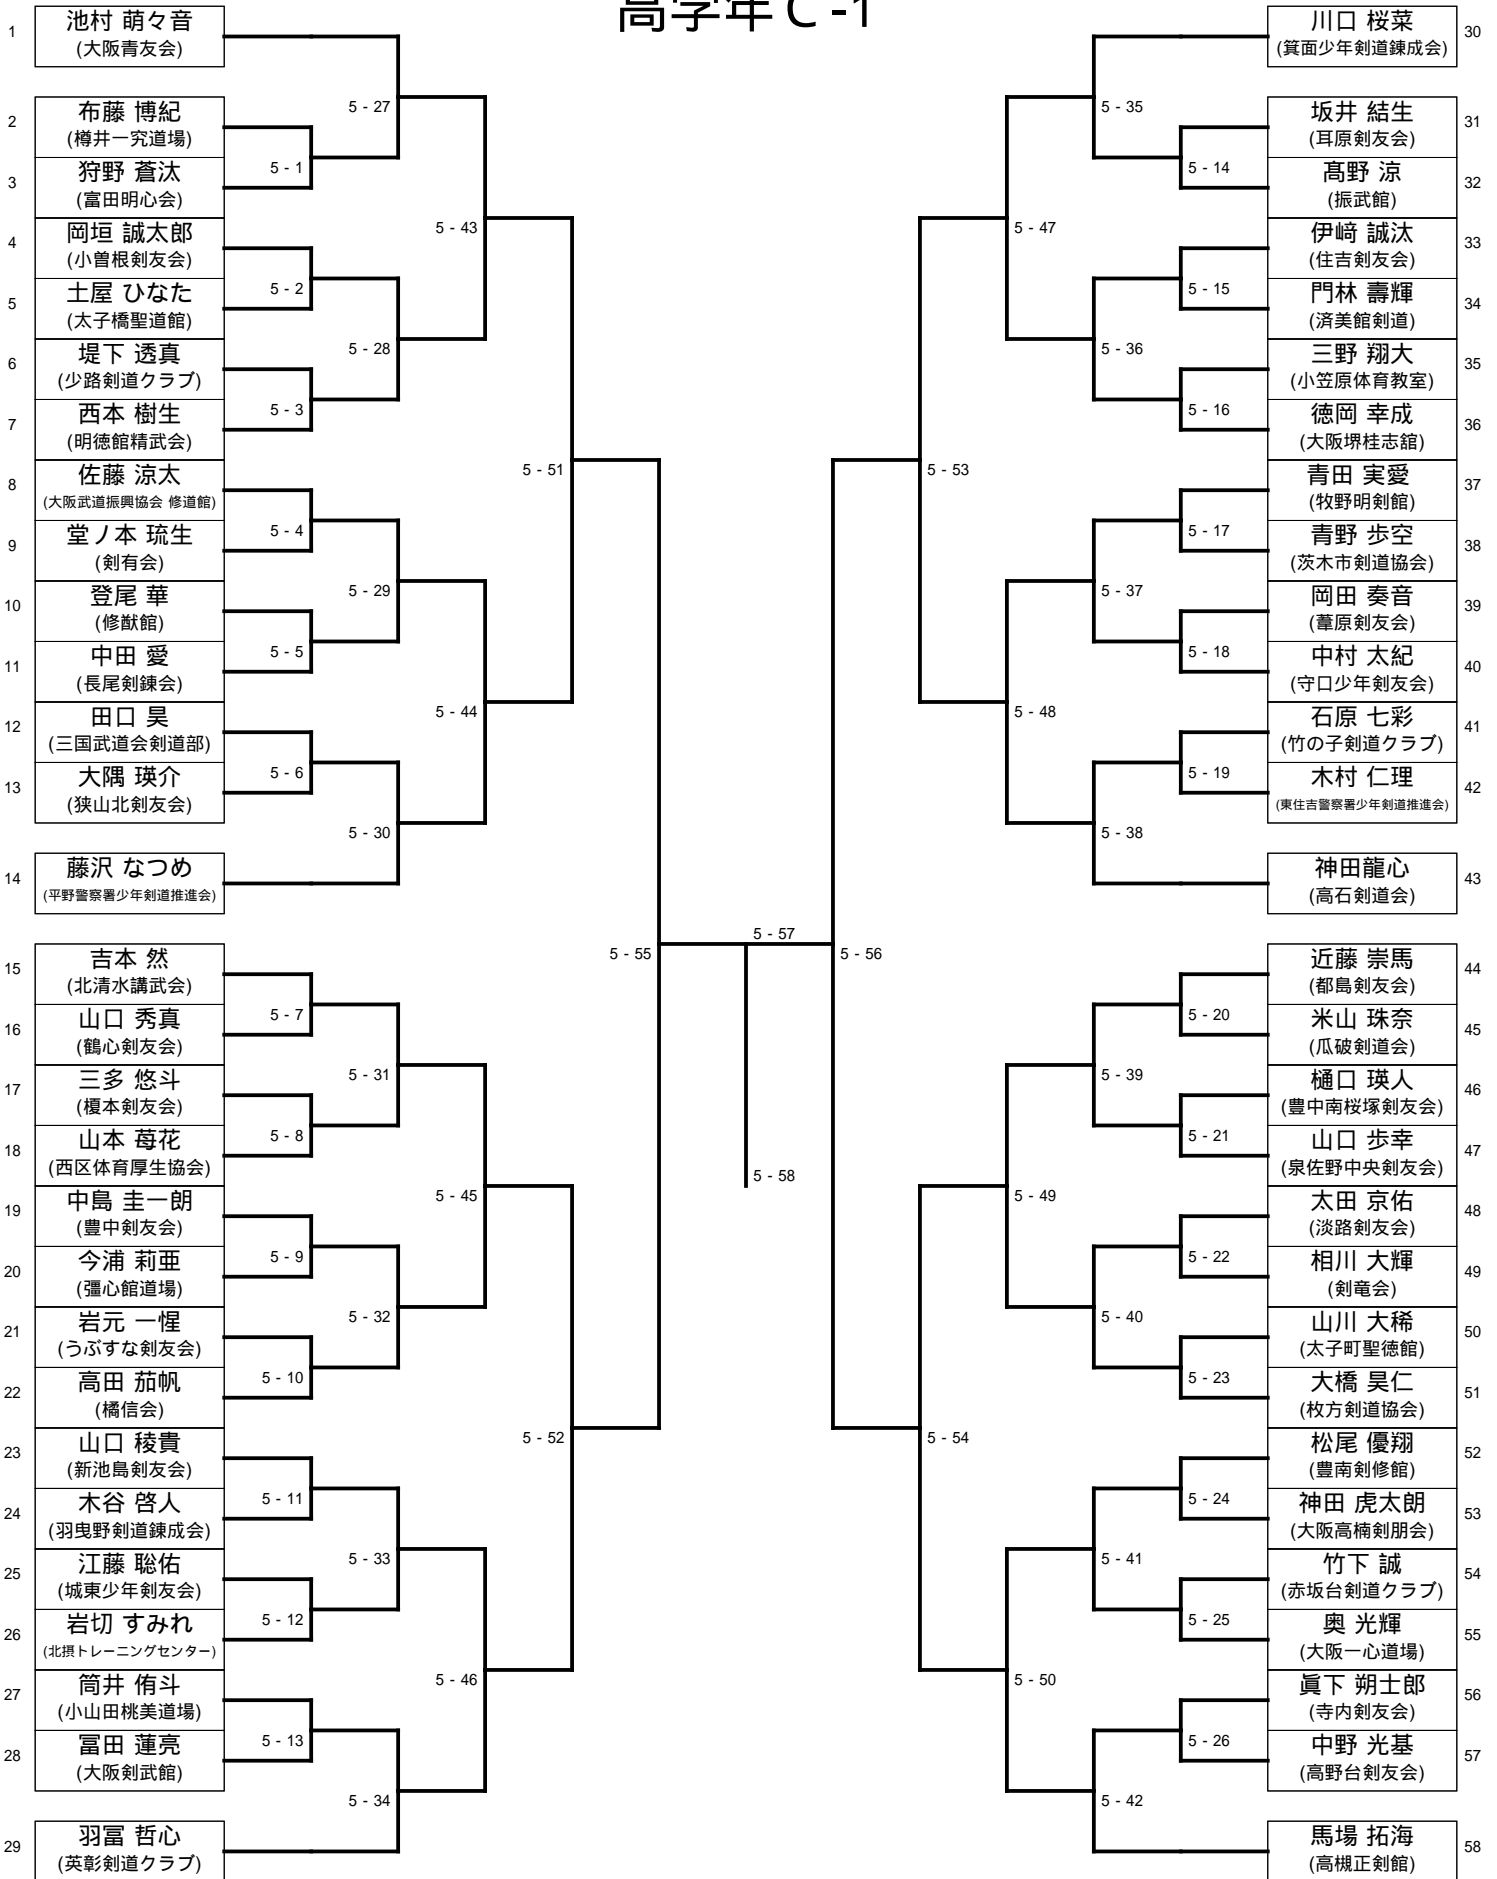 高学年C-1
1
池村 萌々音
(大阪青友会)
2
布藤 博紀
(樽井一究道場)
3
狩野 蒼汰
(富田明心会)
4
岡垣 誠太郎
(小曽根剣友会)
5
土屋 ひなた
(太子橋聖道館)
6
堤下 透真
(少路剣道クラブ)
7
西本 樹生
(明徳館精武会)
8
佐藤 涼太
(大阪武道振興協会 修道館)
9
堂ノ本 琉生
(剣有会)
10
登尾 華
(修猷館)
11
中田 愛
(長尾剣錬会)
12
田口 昊
(三国武道会剣道部)
13
大隅 瑛介
(狭山北剣友会)
14
藤沢 なつめ
(平野警察署少年剣道推進会)
15
吉本 然
(北清水講武会)
16
山口 秀真
(鶴心剣友会)
17
三多 悠斗
(榎本剣友会)
18
山本 苺花
(西区体育厚生協会)
19
中島 圭一朗
(豊中剣友会)
20
今浦 莉亜
(彊心館道場)
21
岩元 一惺
(うぶすな剣友会)
22
高田 茄帆
(橘信会)
23
山口 稜貴
(新池島剣友会)
24
木谷 啓人
(羽曳野剣道錬成会)
25
江藤 聡佑
(城東少年剣友会)
26
岩切 すみれ
(北摂トレーニングセンター)
27
筒井 侑斗
(小山田桃美道場)
28
冨田 蓮亮
(大阪剣武館)
29
羽冨 哲心
(英彰剣道クラブ)
5 - 1
5 - 2
5 - 3
5 - 4
5 - 5
5 - 6
5 - 7
5 - 8
5 - 9
5 - 10
5 - 11
5 - 12
5 - 13
5 - 27
5 - 28
5 - 29
5 - 30
5 - 31
5 - 32
5 - 33
5 - 34
5 - 43
5 - 44
5 - 45
5 - 46
5 - 51
5 - 52
5 - 55
5 - 57
5 - 58
5 - 56
5 - 53
5 - 54
5 - 47
5 - 48
5 - 49
5 - 50
5 - 35
5 - 36
5 - 37
5 - 38
5 - 39
5 - 40
5 - 41
5 - 42
5 - 14
5 - 15
5 - 16
5 - 17
5 - 18
5 - 19
5 - 20
5 - 21
5 - 22
5 - 23
5 - 24
5 - 25
5 - 26
川口 桜菜
(箕面少年剣道錬成会)
30
坂井 結生
(耳原剣友会)
31
髙野 涼
(振武館)
32
伊﨑 誠汰
(住吉剣友会)
33
門林 壽輝
(済美館剣道)
34
三野 翔大
(小笠原体育教室)
35
徳岡 幸成
(大阪堺桂志舘)
36
青田 実愛
(牧野明剣館)
37
青野 歩空
(茨木市剣道協会)
38
岡田 奏音
(葦原剣友会)
39
中村 太紀
(守口少年剣友会)
40
石原 七彩
(竹の子剣道クラブ)
41
木村 仁理
(東住吉警察署少年剣道推進会)
42
神田龍心
(高石剣道会)
43
近藤 崇馬
(都島剣友会)
44
米山 珠奈
(瓜破剣道会)
45
樋口 瑛人
(豊中南桜塚剣友会)
46
山口 歩幸
(泉佐野中央剣友会)
47
太田 京佑
(淡路剣友会)
48
相川 大輝
(剣竜会)
49
山川 大稀
(太子町聖徳館)
50
大橋 昊仁
(枚方剣道協会)
51
松尾 優翔
(豊南剣修館)
52
神田 虎太朗
(大阪高楠剣朋会)
53
竹下 誠
(赤坂台剣道クラブ)
54
奥 光輝
(大阪一心道場)
55
眞下 朔士郎
(寺内剣友会)
56
中野 光基
(高野台剣友会)
57
馬場 拓海
(高槻正剣館)
58